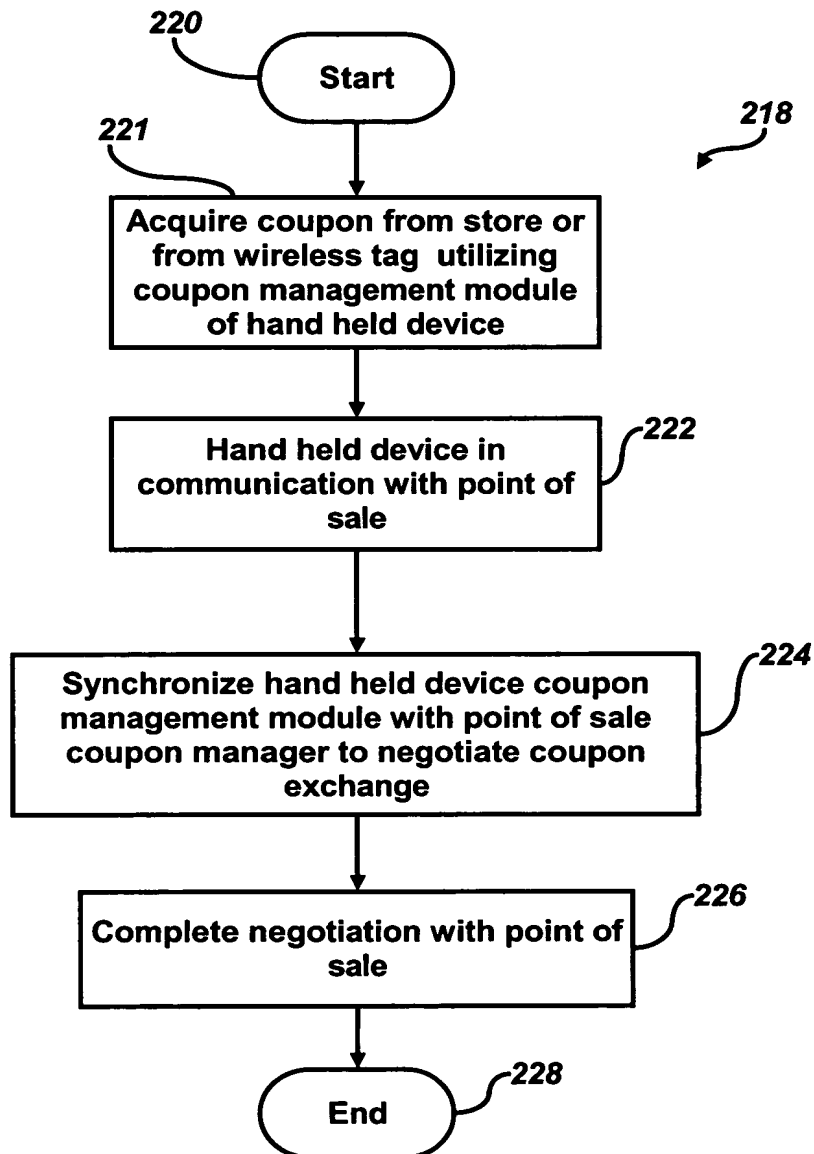 220
Start
218
221
Acquire coupon from store or
from wireless tag utilizing
coupon management module
of hand held device
222
Hand held device in
communication with point of
sale
224
Synchronize hand held device coupon
management module with point of sale
coupon manager to negotiate coupon
exchange
226
Complete negotiation with point of
sale
228
End